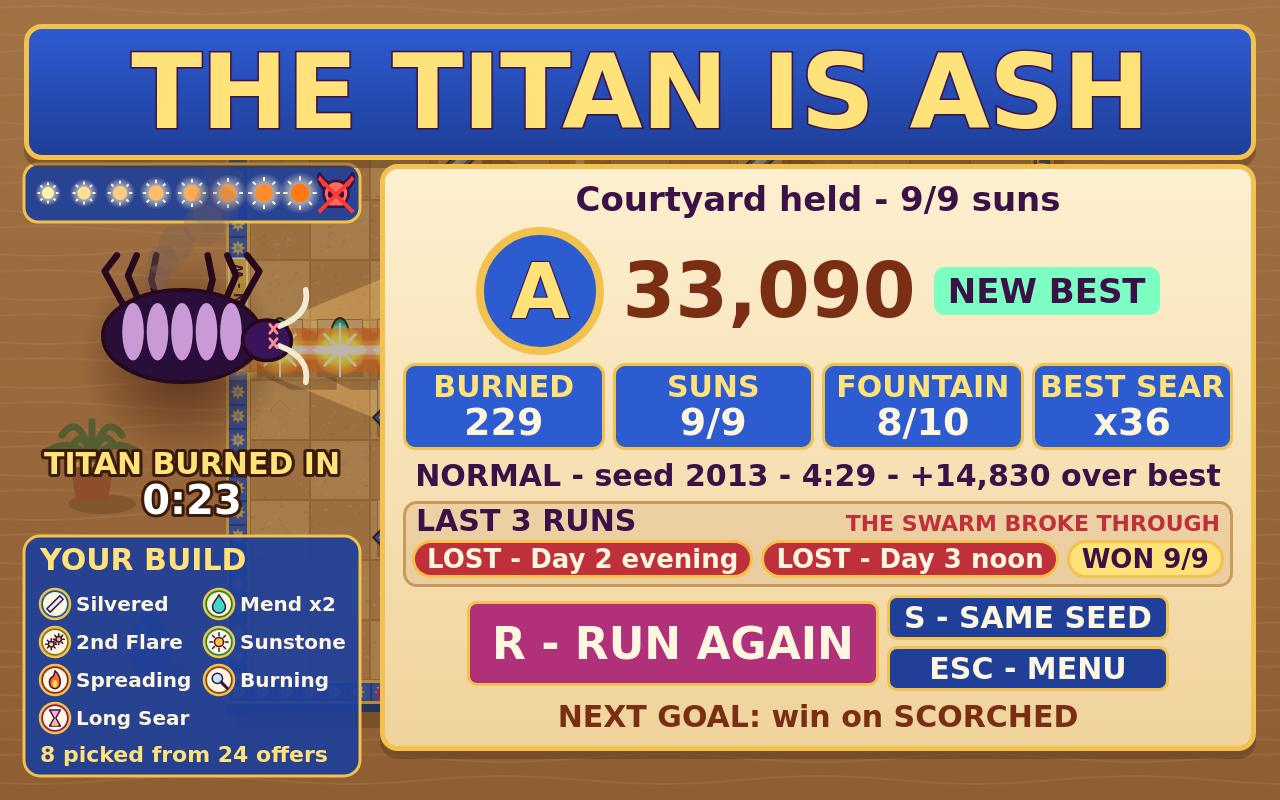 THE TITAN IS ASH
Courtyard held - 9/9 suns
A
33,090
NEW BEST
BURNED
229
SUNS
9/9
FOUNTAIN
8/10
BEST SEAR
x36
NORMAL - seed 2013 - 4:29 - +14,830 over best
LAST 3 RUNS
THE SWARM BROKE THROUGH
LOST - Day 2 evening
LOST - Day 3 noon
WON 9/9
R - RUN AGAIN
S - SAME SEED
ESC - MENU
NEXT GOAL: win on SCORCHED
TITAN BURNED IN
0:23
YOUR BUILD
Silvered
Mend x2
2nd Flare
Sunstone
Spreading
Burning
Long Sear
8 picked from 24 offers